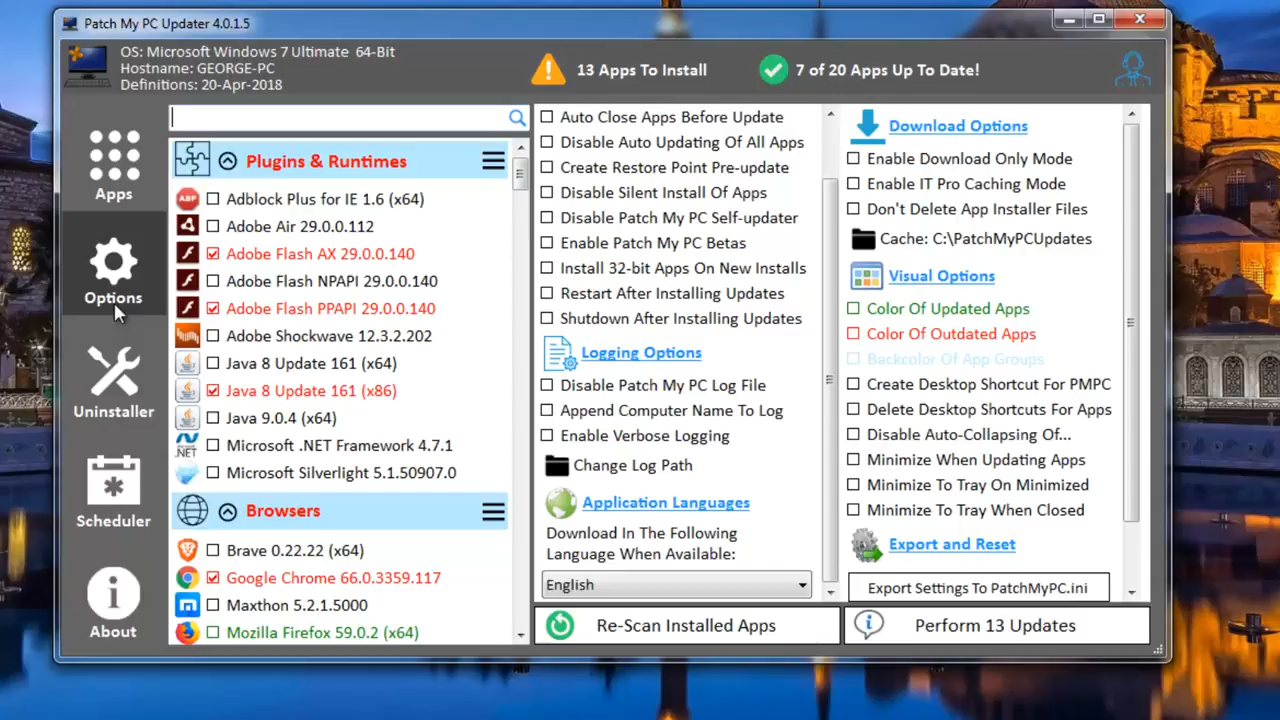 Patch My PC Updater 4.0.1.5
OS: Microsoft Windows 7 Ultimate 64-Bit
Hostname: GEORGE-PC
Definitions: 20-Apr-2018
13 Apps To Install
7 of 20 Apps Up To Date!
Apps
Options
Uninstaller
Scheduler
About
Plugins & Runtimes
ABP
Adblock Plus for IE 1.6 (x64)
Adobe Air 29.0.0.112
Adobe Flash AX 29.0.0.140
Adobe Flash NPAPI 29.0.0.140
Adobe Flash PPAPI 29.0.0.140
Adobe Shockwave 12.3.2.202
Java 8 Update 161 (x64)
Java 8 Update 161 (x86)
Java 9.0.4 (x64)
.NET
Microsoft .NET Framework 4.7.1
Microsoft Silverlight 5.1.50907.0
Browsers
Brave 0.22.22 (x64)
Google Chrome 66.0.3359.117
Maxthon 5.2.1.5000
Mozilla Firefox 59.0.2 (x64)
Auto Close Apps Before Update
Disable Auto Updating Of All Apps
Create Restore Point Pre-update
Disable Silent Install Of Apps
Disable Patch My PC Self-updater
Enable Patch My PC Betas
Install 32-bit Apps On New Installs
Restart After Installing Updates
Shutdown After Installing Updates
Logging Options
Disable Patch My PC Log File
Append Computer Name To Log
Enable Verbose Logging
Change Log Path
Application Languages
Download In The Following
Language When Available:
English
Re-Scan Installed Apps
Download Options
Enable Download Only Mode
Enable IT Pro Caching Mode
Don't Delete App Installer Files
Cache: C:\PatchMyPCUpdates
Visual Options
Color Of Updated Apps
Color Of Outdated Apps
Backcolor Of App Groups
Create Desktop Shortcut For PMPC
Delete Desktop Shortcuts For Apps
Disable Auto-Collapsing Of...
Minimize When Updating Apps
Minimize To Tray On Minimized
Minimize To Tray When Closed
Export and Reset
Export Settings To PatchMyPC.ini
Perform 13 Updates